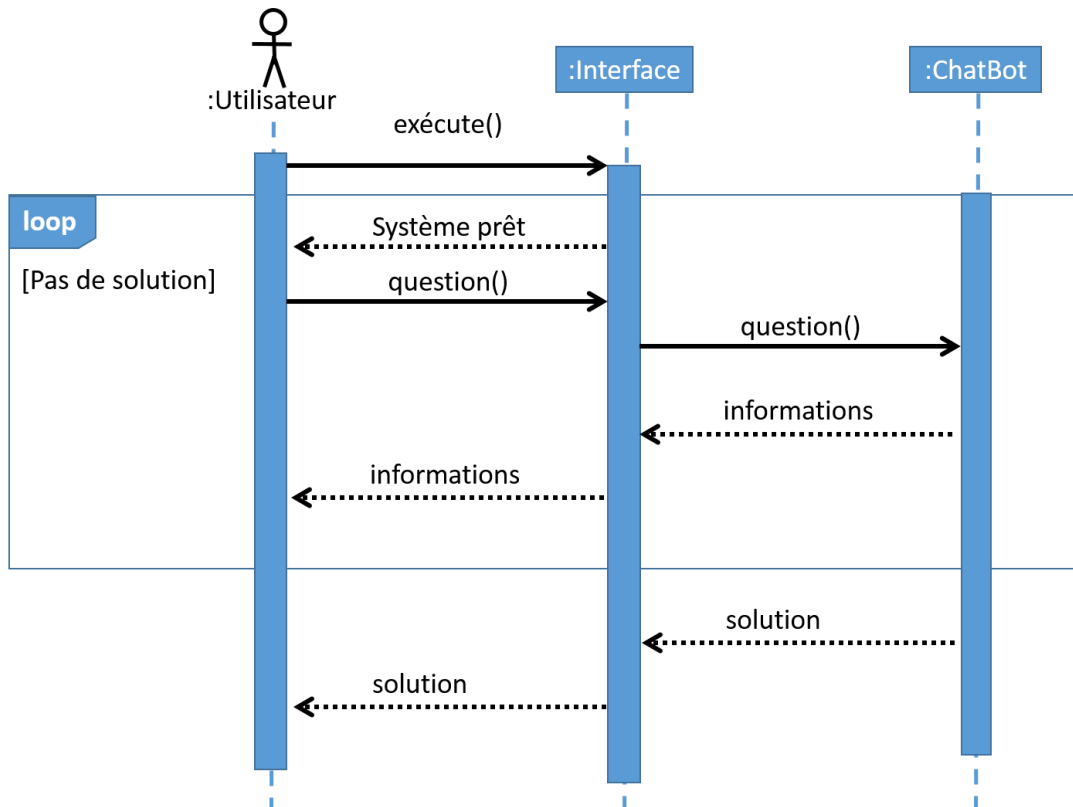 :Utilisateur
:Interface
:ChatBot
exécute()
loop
Système prêt
[Pas de solution]
question()
question()
informations
informations
solution
solution